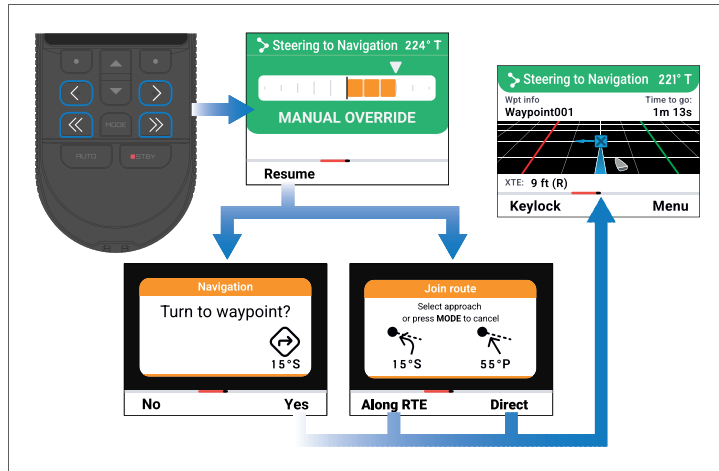 MODE
AUTO
STBY
Steering to Navigation 224° T
MANUAL OVERRIDE
Resume
Steering to Navigation 221° T
Wpt info
Time to go:
Waypoint001
1m 13s
XTE: 9 ft (R)
Keylock
Menu
Navigation
Turn to waypoint?
15°S
No
Yes
Join route
Select approach
or press MODE to cancel
15°S
55°P
Along RTE
Direct